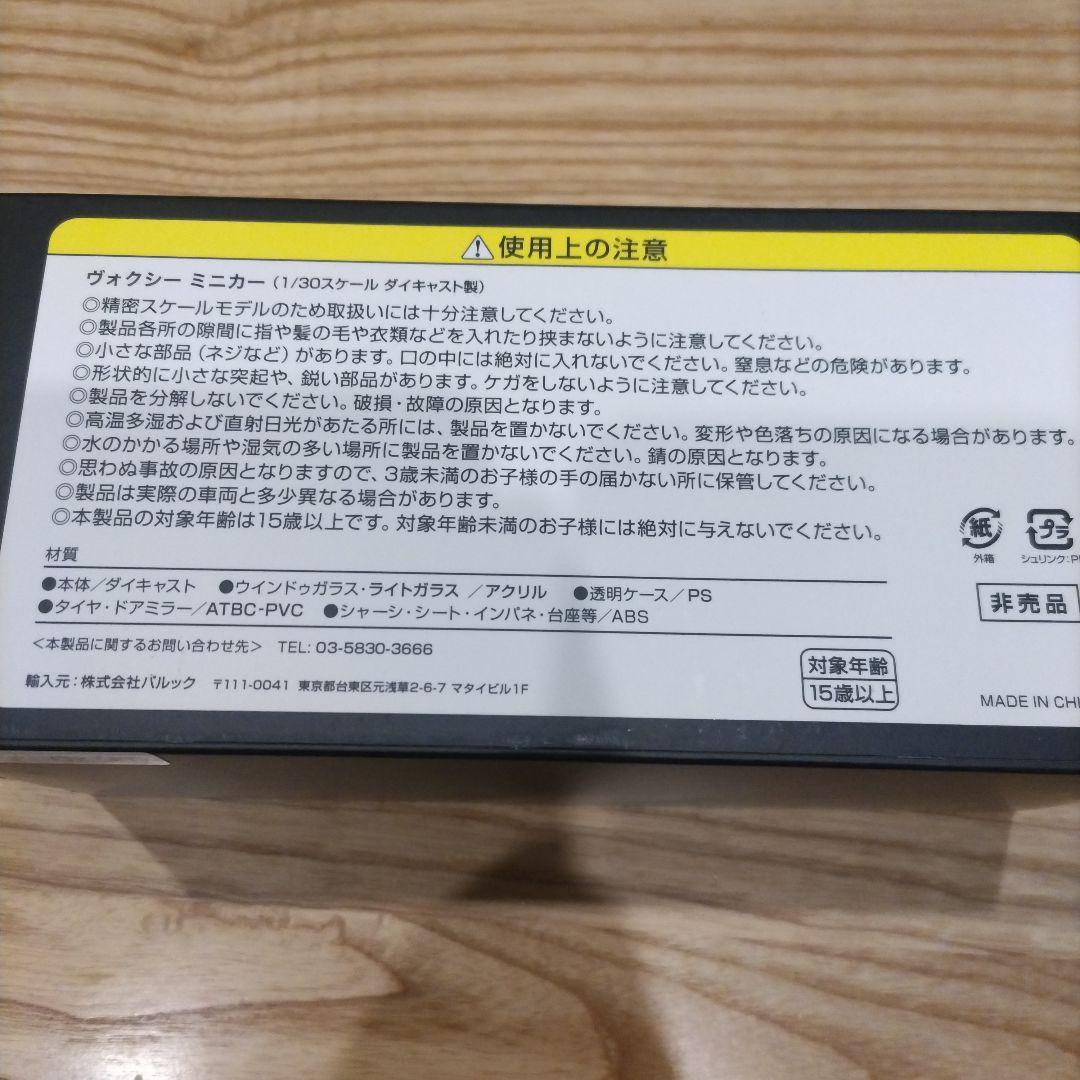 ⚠使用上の注意
ヴォクシー ミニカー（1/30スケール ダイキャスト製）
◎精密スケールモデルのため取扱いには十分注意してください。
◎製品各所の隙間に指や髪の毛や衣類などを入れたり挟まないように注意してください。
◎小さな部品（ネジなど）があります。口の中には絶対に入れないでください。窒息などの危険があります。
◎形状的に小さな突起や、鋭い部品があります。ケガをしないように注意してください。
◎製品を分解しないでください。破損・故障の原因となります。
◎高温多湿および直射日光があたる所には、製品を置かないでください。変形や色落ちの原因になる場合があります。
◎水のかかる場所や湿気の多い場所に製品を置かないでください。錆の原因となります。
◎思わぬ事故の原因となりますので、3歳未満のお子様の手の届かない所に保管してください。
◎製品は実際の車両と多少異なる場合があります。
◎本製品の対象年齢は15歳以上です。対象年齢未満のお子様には絶対に与えないでください。
紙 プラ
外箱 シュリンク:P
材質
●本体／ダイキャスト ●ウインドゥガラス・ライトガラス ／アクリル ●透明ケース／PS
●タイヤ・ドアミラー／ATBC-PVC ●シャーシ・シート・インパネ・台座等／ABS
非売品
＜本製品に関するお問い合わせ先＞ TEL: 03-5830-3666
輸入元：株式会社バルック 〒111-0041 東京都台東区元浅草2-6-7 マタイビル1F
対象年齢
15歳以上
MADE IN CHI